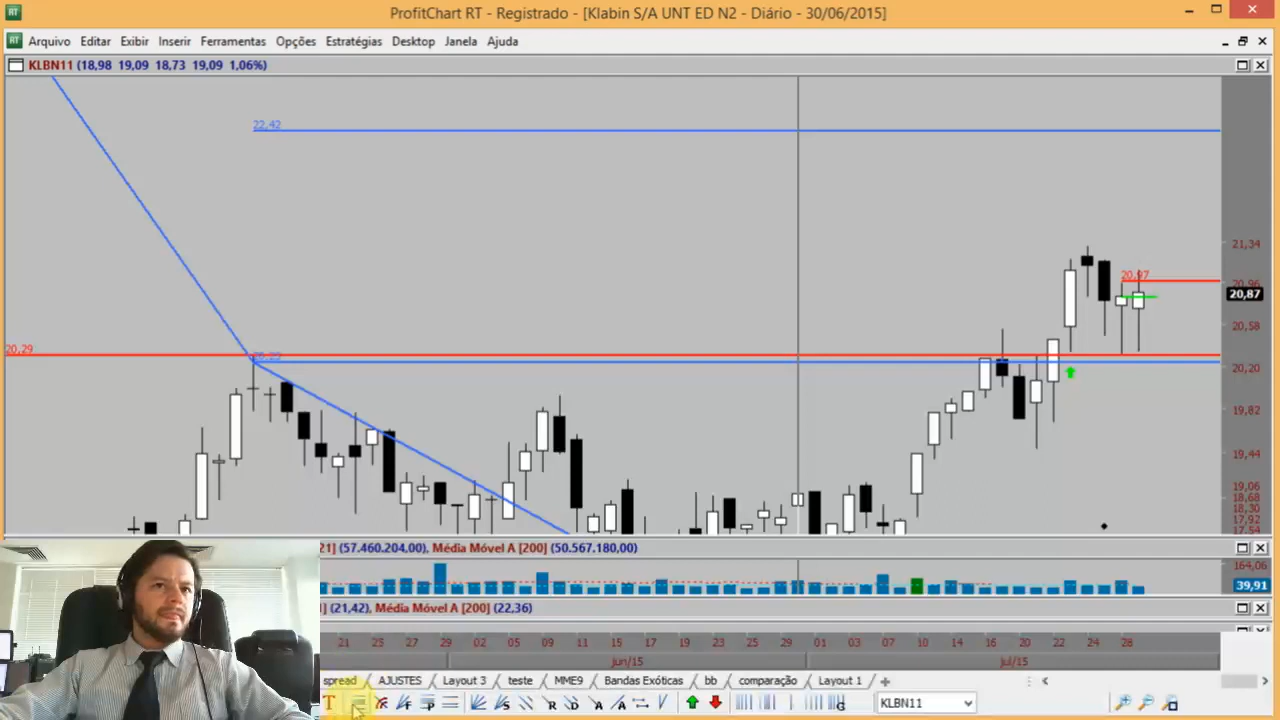 ProfitChart RT - Registrado - [Klabin S/A UNT ED N2 - Diário - 30/06/2015]
Arquivo Editar Exibir Inserir Ferramentas Opções Estratégias Desktop Janela Ajuda
KLBN11 (18,98 19,09 18,73 19,09 1,06%)
22,42
21,34
20,97
20,96
20,87
20,58
20,29
20,20
19,82
19,44
19,06
18,68
18,30
17,92
17,54
21] (57.460.204,00), Média Móvel A [200] (50.567.180,00)
164,06
39,91
] (21,42), Média Móvel A [200] (22,36)
21 25 27 29 02 05 09 11 15 17 19 23 25 29 01 03 07 10 14 16 20 22 24 28
jun/15 jul/15
spread AJUSTES Layout 3 teste MME9 Bandas Exóticas bb comparação Layout 1
KLBN11